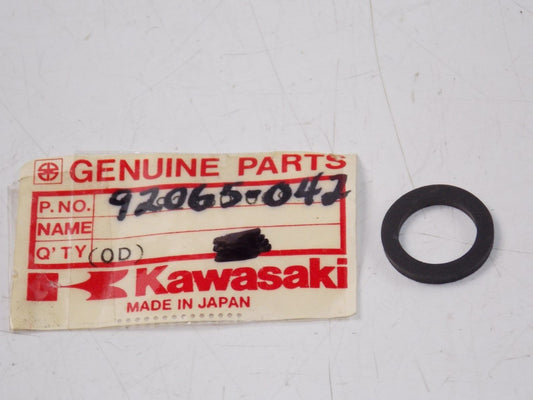 GENUINE PARTS
P.NO. 92065-042
NAME
Q'TY (OD)
Kawasaki
MADE IN JAPAN